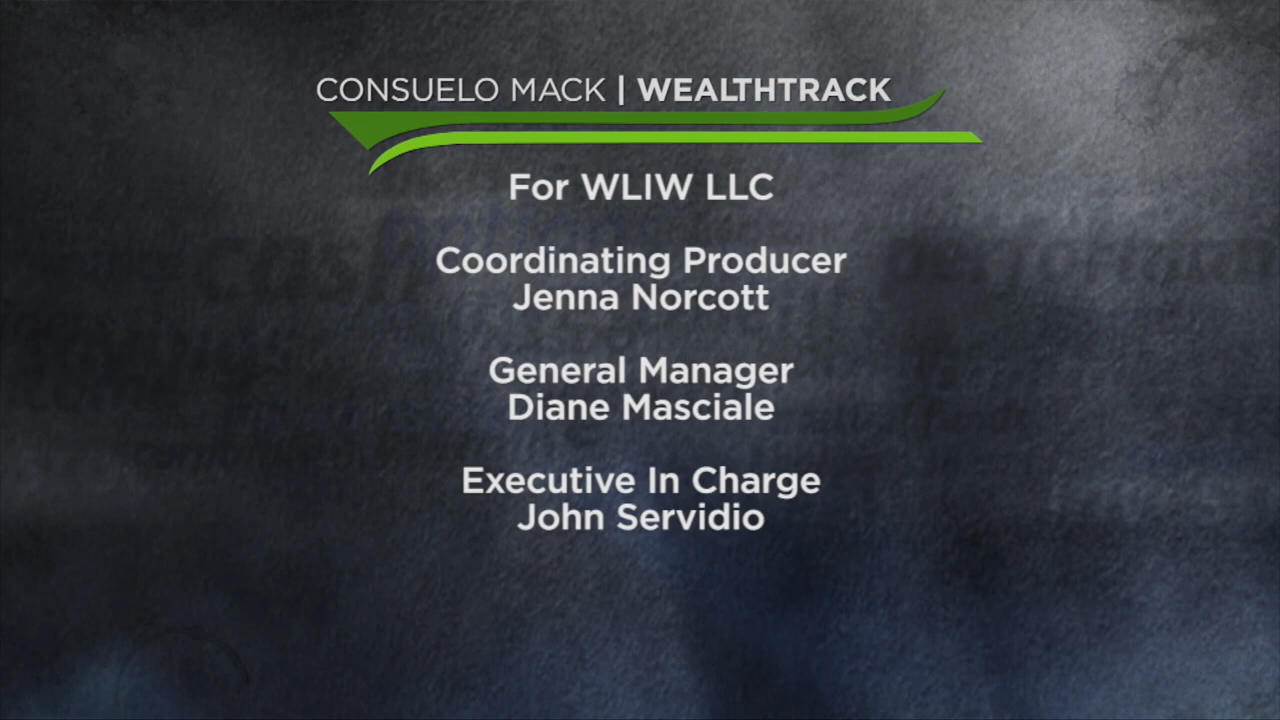 CONSUELO MACK | WEALTHTRACK
For WLIW LLC
Coordinating Producer
Jenna Norcott
General Manager
Diane Masciale
Executive In Charge
John Servidio